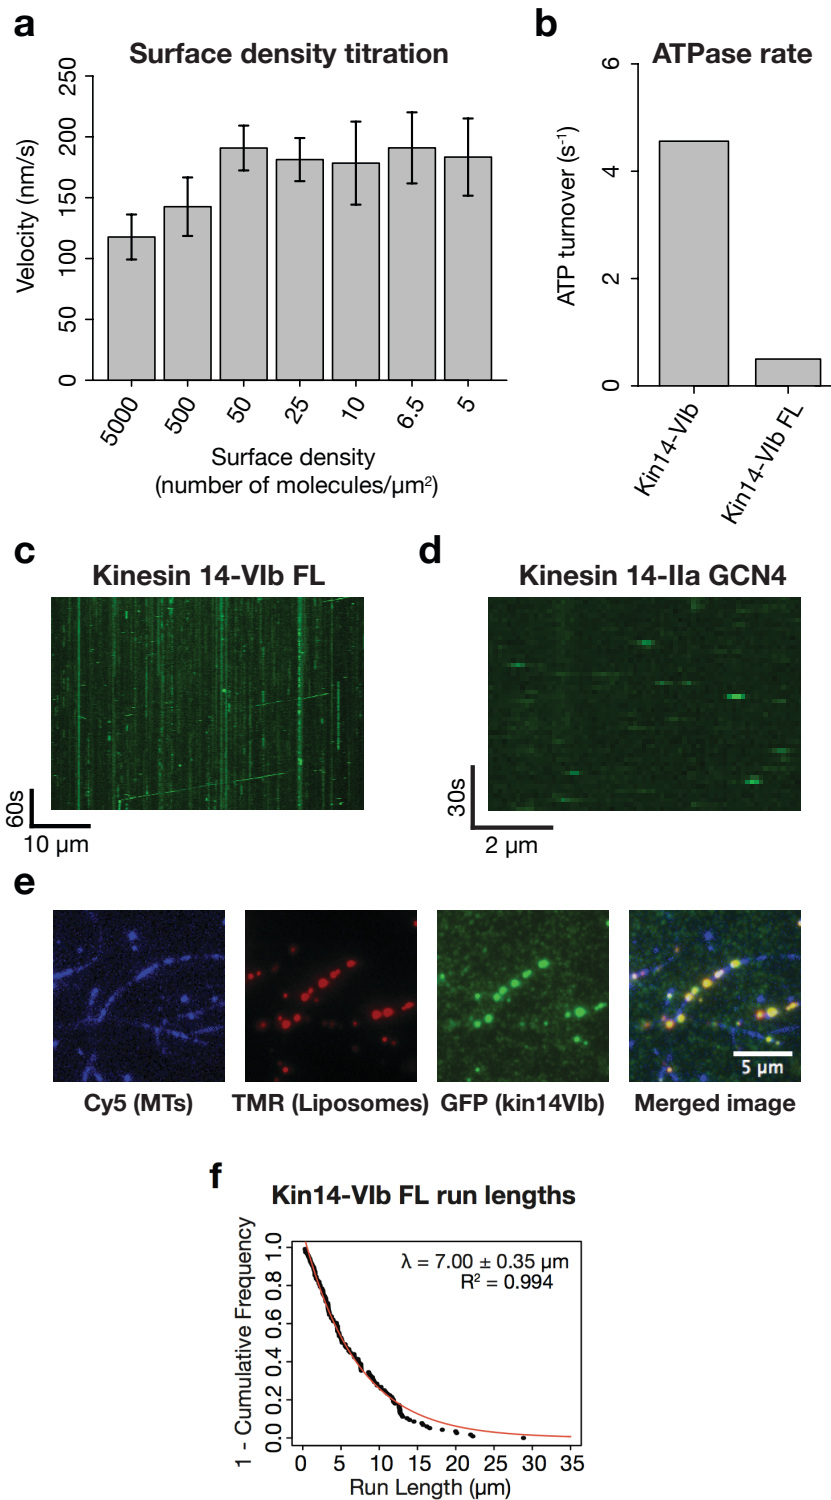 a
Surface density titration
Velocity (nm/s)
0
50
100
150
200
250
5000
500
50
25
10
6.5
5
Surface density
(number of molecules/µm²)
b
ATPase rate
ATP turnover (s⁻¹)
0
2
4
6
Kin14-VIb
Kin14-VIb FL
c
Kinesin 14-VIb FL
60s
10 µm
d
Kinesin 14-IIa GCN4
30s
2 µm
e
5 µm
Cy5 (MTs)
TMR (Liposomes)
GFP (kin14VIb)
Merged image
f
Kin14-VIb FL run lengths
1 - Cumulative Frequency
0.0
0.2
0.4
0.6
0.8
1.0
λ = 7.00 ± 0.35 µm
R² = 0.994
0
5
10
15
20
25
30
35
Run Length (µm)